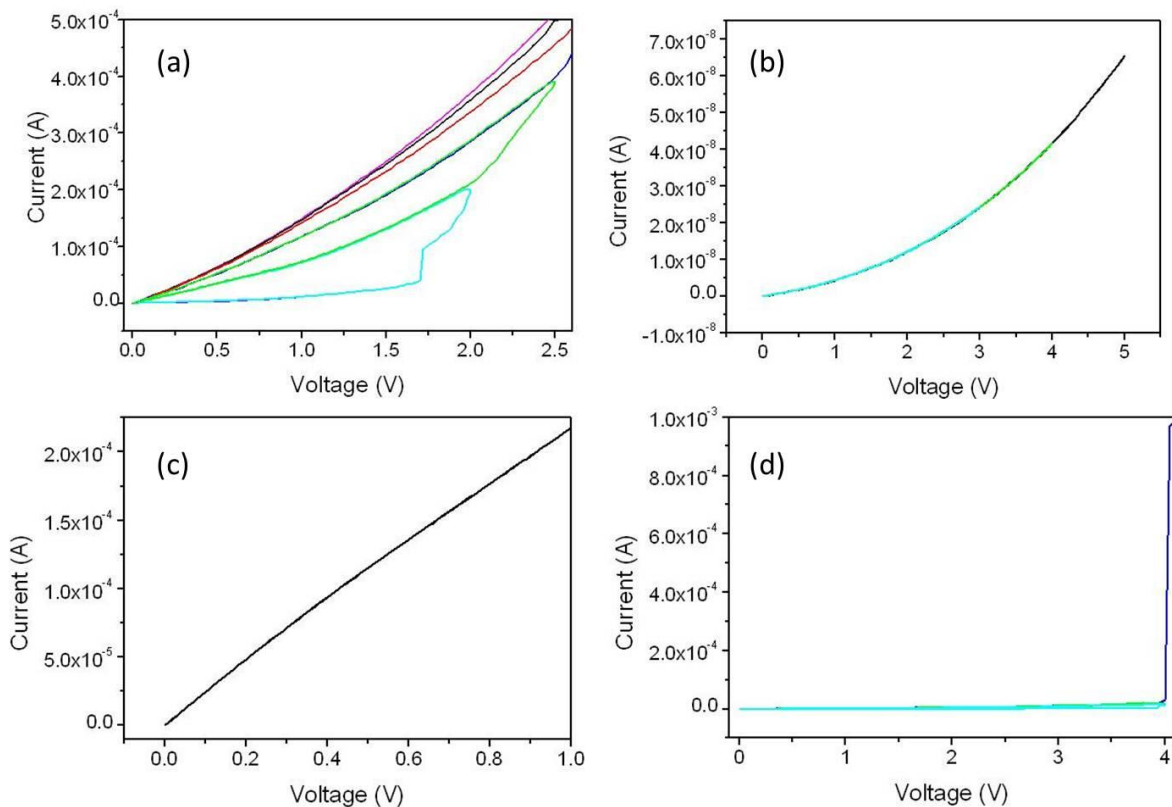 (a)
5.0x10⁻⁴
4.0x10⁻⁴
3.0x10⁻⁴
2.0x10⁻⁴
1.0x10⁻⁴
0.0
Current (A)
0.0 0.5 1.0 1.5 2.0 2.5
Voltage (V)
(b)
7.0x10⁻⁸
6.0x10⁻⁸
5.0x10⁻⁸
4.0x10⁻⁸
3.0x10⁻⁸
2.0x10⁻⁸
1.0x10⁻⁸
0.0
-1.0x10⁻⁸
Current (A)
0 1 2 3 4 5
Voltage (V)
(c)
2.0x10⁻⁴
1.5x10⁻⁴
1.0x10⁻⁴
5.0x10⁻⁵
0.0
Current (A)
0.0 0.2 0.4 0.6 0.8 1.0
Voltage (V)
(d)
1.0x10⁻³
8.0x10⁻⁴
6.0x10⁻⁴
4.0x10⁻⁴
2.0x10⁻⁴
0.0
Current (A)
0 1 2 3 4
Voltage (V)